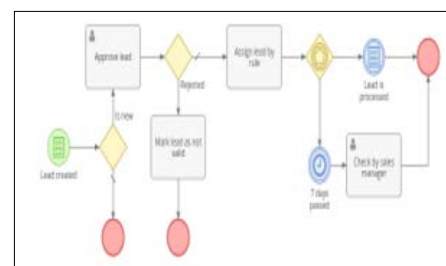 Approve lead
Assign lead by
rule
Rejected
Lead is
processed
Is new
Mark lead as not
valid
Lead created
Check by sales
manager
7 days
passed